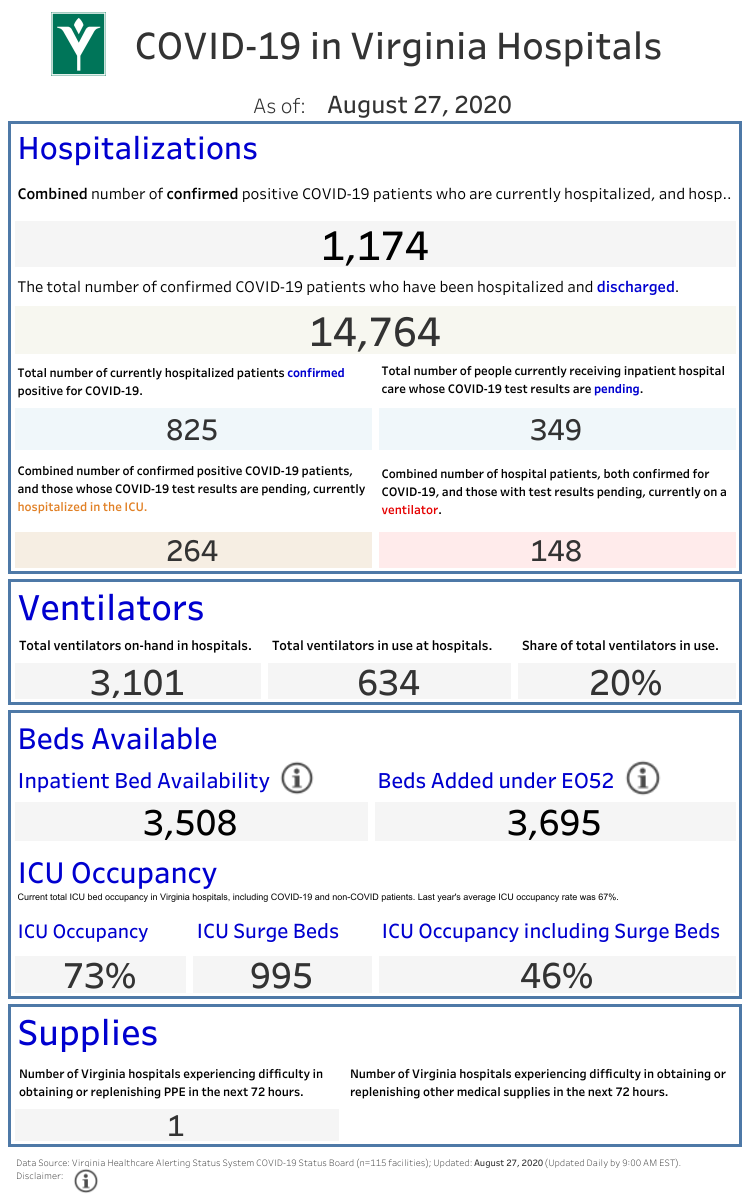 COVID-19 in Virginia Hospitals
As of: August 27, 2020
Hospitalizations
Combined number of confirmed positive COVID-19 patients who are currently hospitalized, and hosp..
1,174
The total number of confirmed COVID-19 patients who have been hospitalized and discharged.
14,764
Total number of currently hospitalized patients confirmed
positive for COVID-19.
825
Total number of people currently receiving inpatient hospital
care whose COVID-19 test results are pending.
349
Combined number of confirmed positive COVID-19 patients,
and those whose COVID-19 test results are pending, currently
hospitalized in the ICU.
264
Combined number of hospital patients, both confirmed for
COVID-19, and those with test results pending, currently on a
ventilator.
148
Ventilators
Total ventilators on-hand in hospitals.
3,101
Total ventilators in use at hospitals.
634
Share of total ventilators in use.
20%
Beds Available
Inpatient Bed Availability
3,508
Beds Added under EO52
3,695
ICU Occupancy
Current total ICU bed occupancy in Virginia hospitals, including COVID-19 and non-COVID patients. Last year's average ICU occupancy rate was 67%.
ICU Occupancy
73%
ICU Surge Beds
995
ICU Occupancy including Surge Beds
46%
Supplies
Number of Virginia hospitals experiencing difficulty in
obtaining or replenishing PPE in the next 72 hours.
1
Number of Virginia hospitals experiencing difficulty in obtaining or
replenishing other medical supplies in the next 72 hours.
Data Source: Virginia Healthcare Alerting Status System COVID-19 Status Board (n=115 facilities); Updated: August 27, 2020 (Updated Daily by 9:00 AM EST).
Disclaimer: